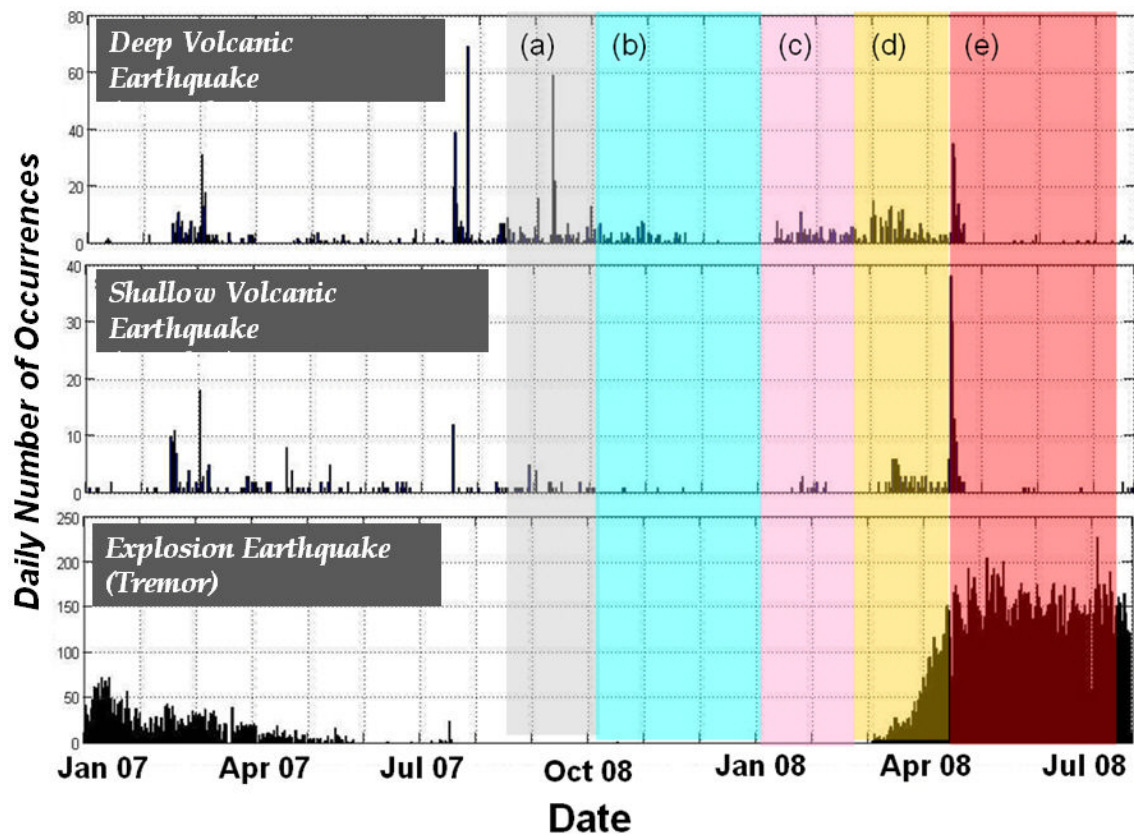 80
60
40
20
0
Deep Volcanic
Earthquake
(a)
(b)
(c)
(d)
(e)
40
30
20
10
0
Shallow Volcanic
Earthquake
250
200
150
100
50
0
Explosion Earthquake
(Tremor)
Daily Number of Occurrences
Jan 07
Apr 07
Jul 07
Oct 08
Jan 08
Apr 08
Jul 08
Date